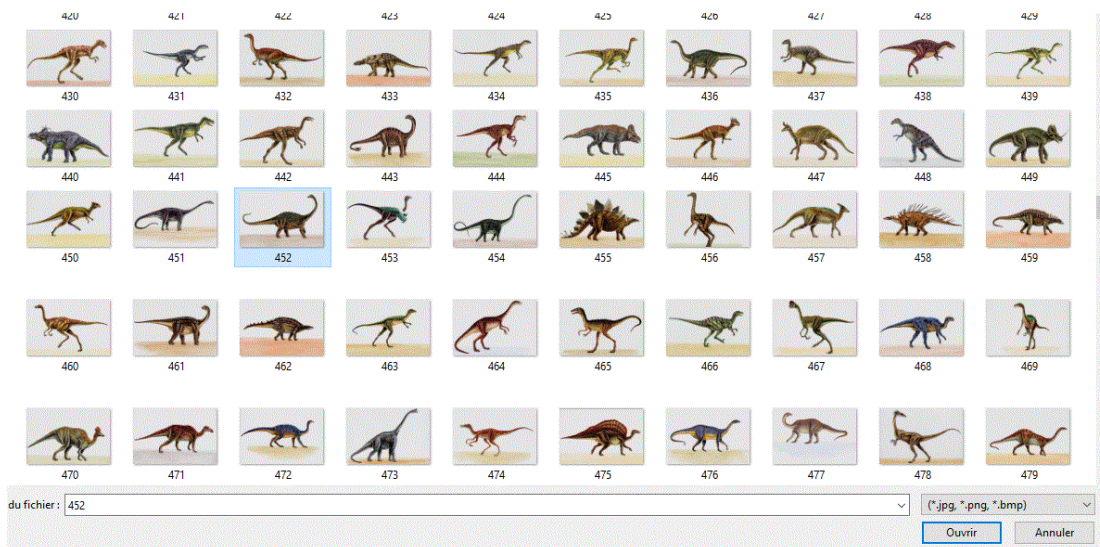 420 421 422 423 424 425 426 427 428 429
430 431 432 433 434 435 436 437 438 439
440 441 442 443 444 445 446 447 448 449
450 451 452 453 454 455 456 457 458 459
460 461 462 463 464 465 466 467 468 469
470 471 472 473 474 475 476 477 478 479
du fichier : 452 (*.jpg, *.png, *.bmp)
Ouvrir Annuler